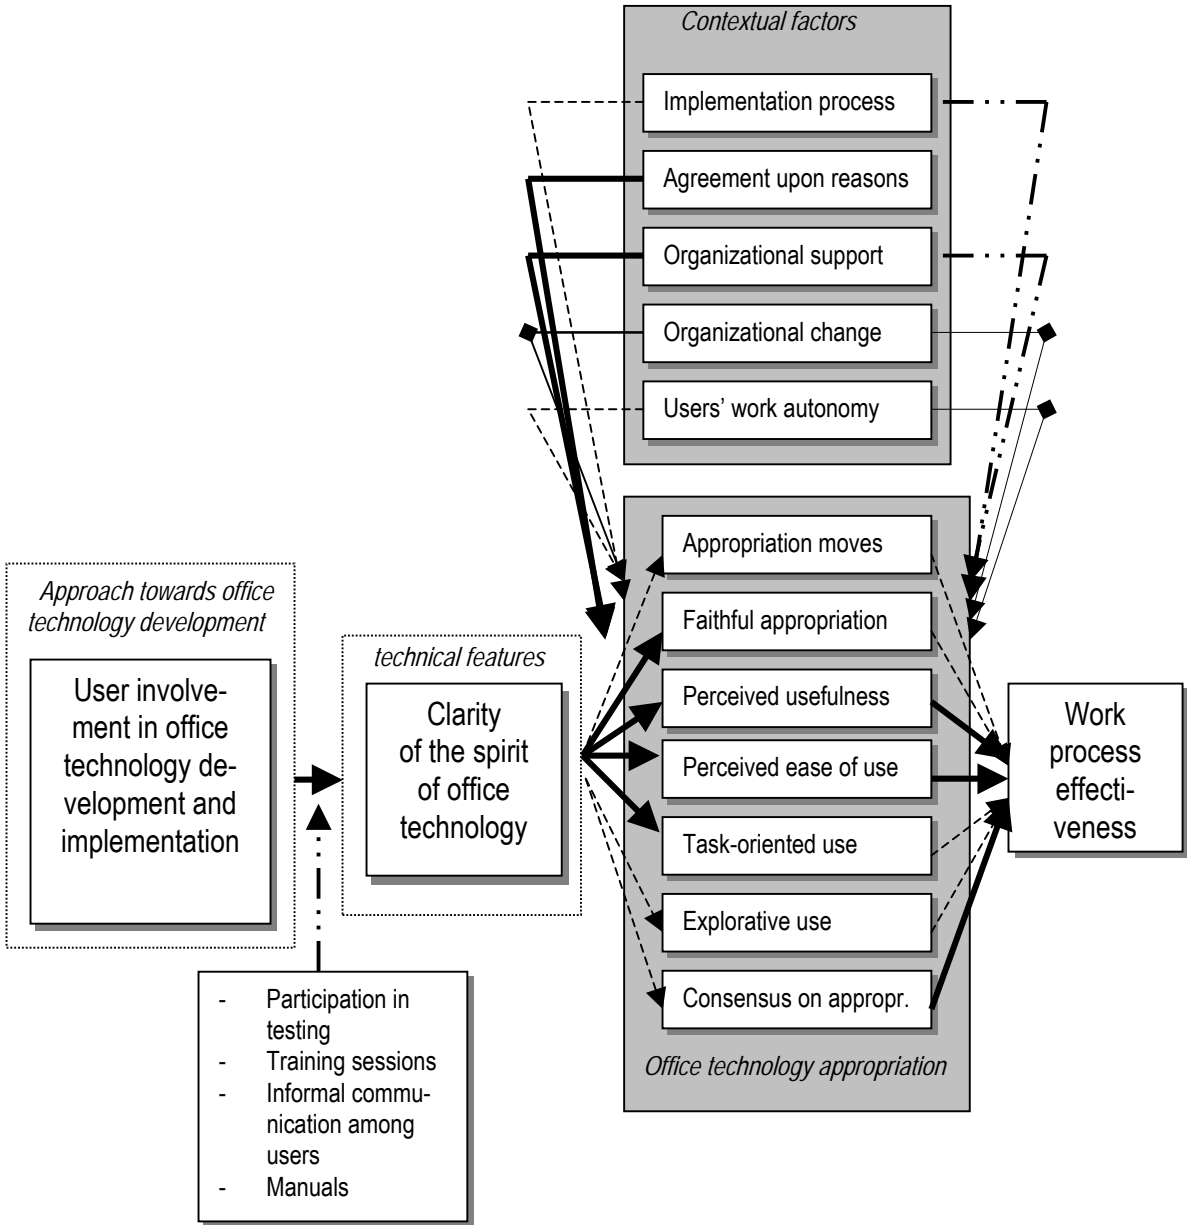 Contextual factors
Implementation process
Agreement upon reasons
Organizational support
Organizational change
Users’ work autonomy
Appropriation moves
Faithful appropriation
Perceived usefulness
Perceived ease of use
Task-oriented use
Explorative use
Consensus on appropr.
Office technology appropriation
Approach towards office
technology development
User involve-
ment in office
technology de-
velopment and
implementation
technical features
Clarity
of the spirit
of office
technology
Work
process
effecti-
veness
- Participation in
testing
- Training sessions
- Informal commu-
nication among
users
- Manuals